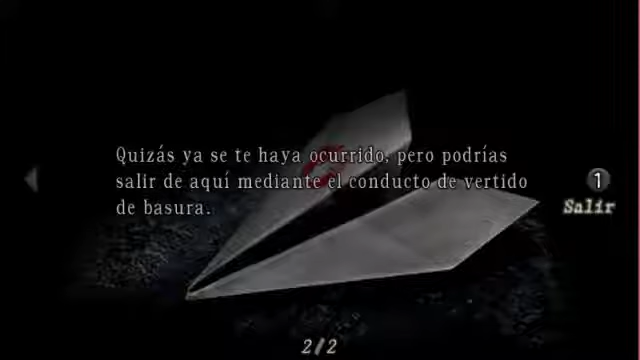 Quizás ya se te haya ocurrido, pero podrías
salir de aquí mediante el conducto de vertido
de basura.
1
Salir
2/2